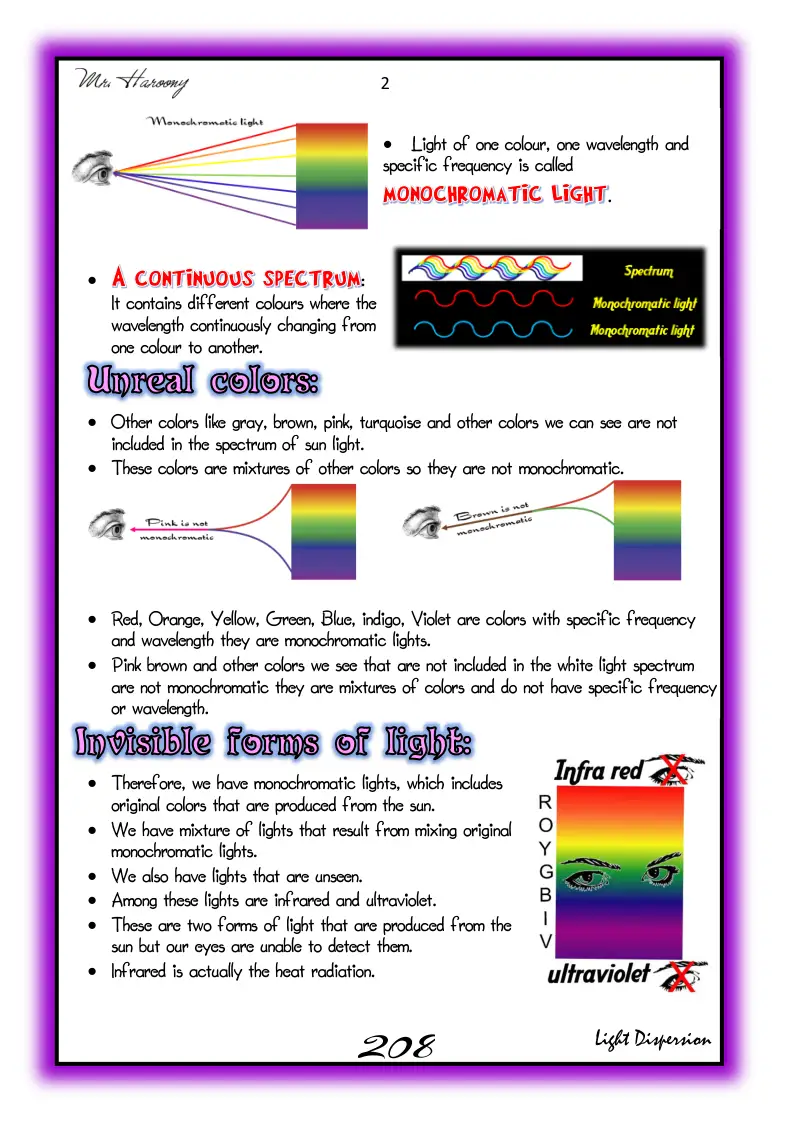 Mr. Haroony
2
Monochromatic light
• Light of one colour, one wavelength and
specific frequency is called
MONOCHROMATIC LIGHT.
• A CONTINUOUS SPECTRUM:
It contains different colours where the
wavelength continuously changing from
one colour to another.
Spectrum
Monochromatic light
Monochromatic light
Unreal colors:
• Other colors like gray, brown, pink, turquoise and other colors we can see are not
included in the spectrum of sun light.
• These colors are mixtures of other colors so they are not monochromatic.
Pink is not
monochromatic
Brown is not
monochromatic
• Red, Orange, Yellow, Green, Blue, indigo, Violet are colors with specific frequency
and wavelength they are monochromatic lights.
• Pink brown and other colors we see that are not included in the white light spectrum
are not monochromatic they are mixtures of colors and do not have specific frequency
or wavelength.
Invisible forms of light:
• Therefore, we have monochromatic lights, which includes
original colors that are produced from the sun.
• We have mixture of lights that result from mixing original
monochromatic lights.
• We also have lights that are unseen.
• Among these lights are infrared and ultraviolet.
• These are two forms of light that are produced from the
sun but our eyes are unable to detect them.
• Infrared is actually the heat radiation.
Infra red
R
O
Y
G
B
I
V
ultraviolet
208
Light Dispersion